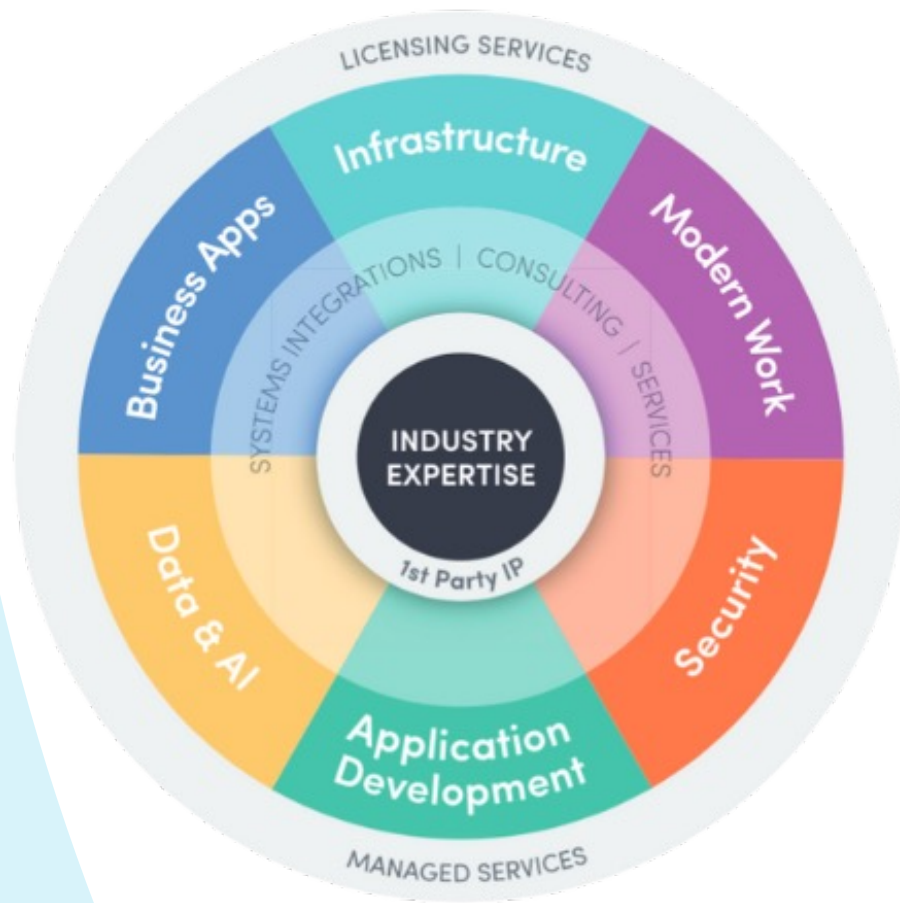 LICENSING SERVICES
Infrastructure
Business Apps
Modern Work
SYSTEMS INTEGRATIONS | CONSULTING | SERVICES
INDUSTRY
EXPERTISE
1st Party IP
Data & AI
Security
Application
Development
MANAGED SERVICES